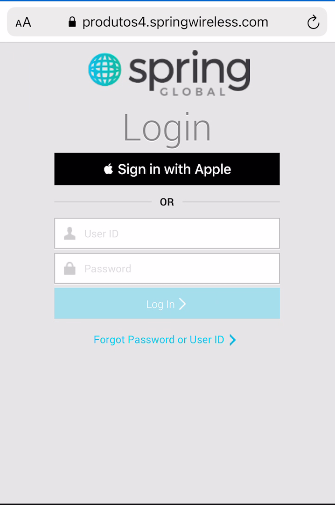 AA produtos4.springwireless.com
spring
GLOBAL
Login
Sign in with Apple
OR
User ID
Password
Log In
Forgot Password or User ID